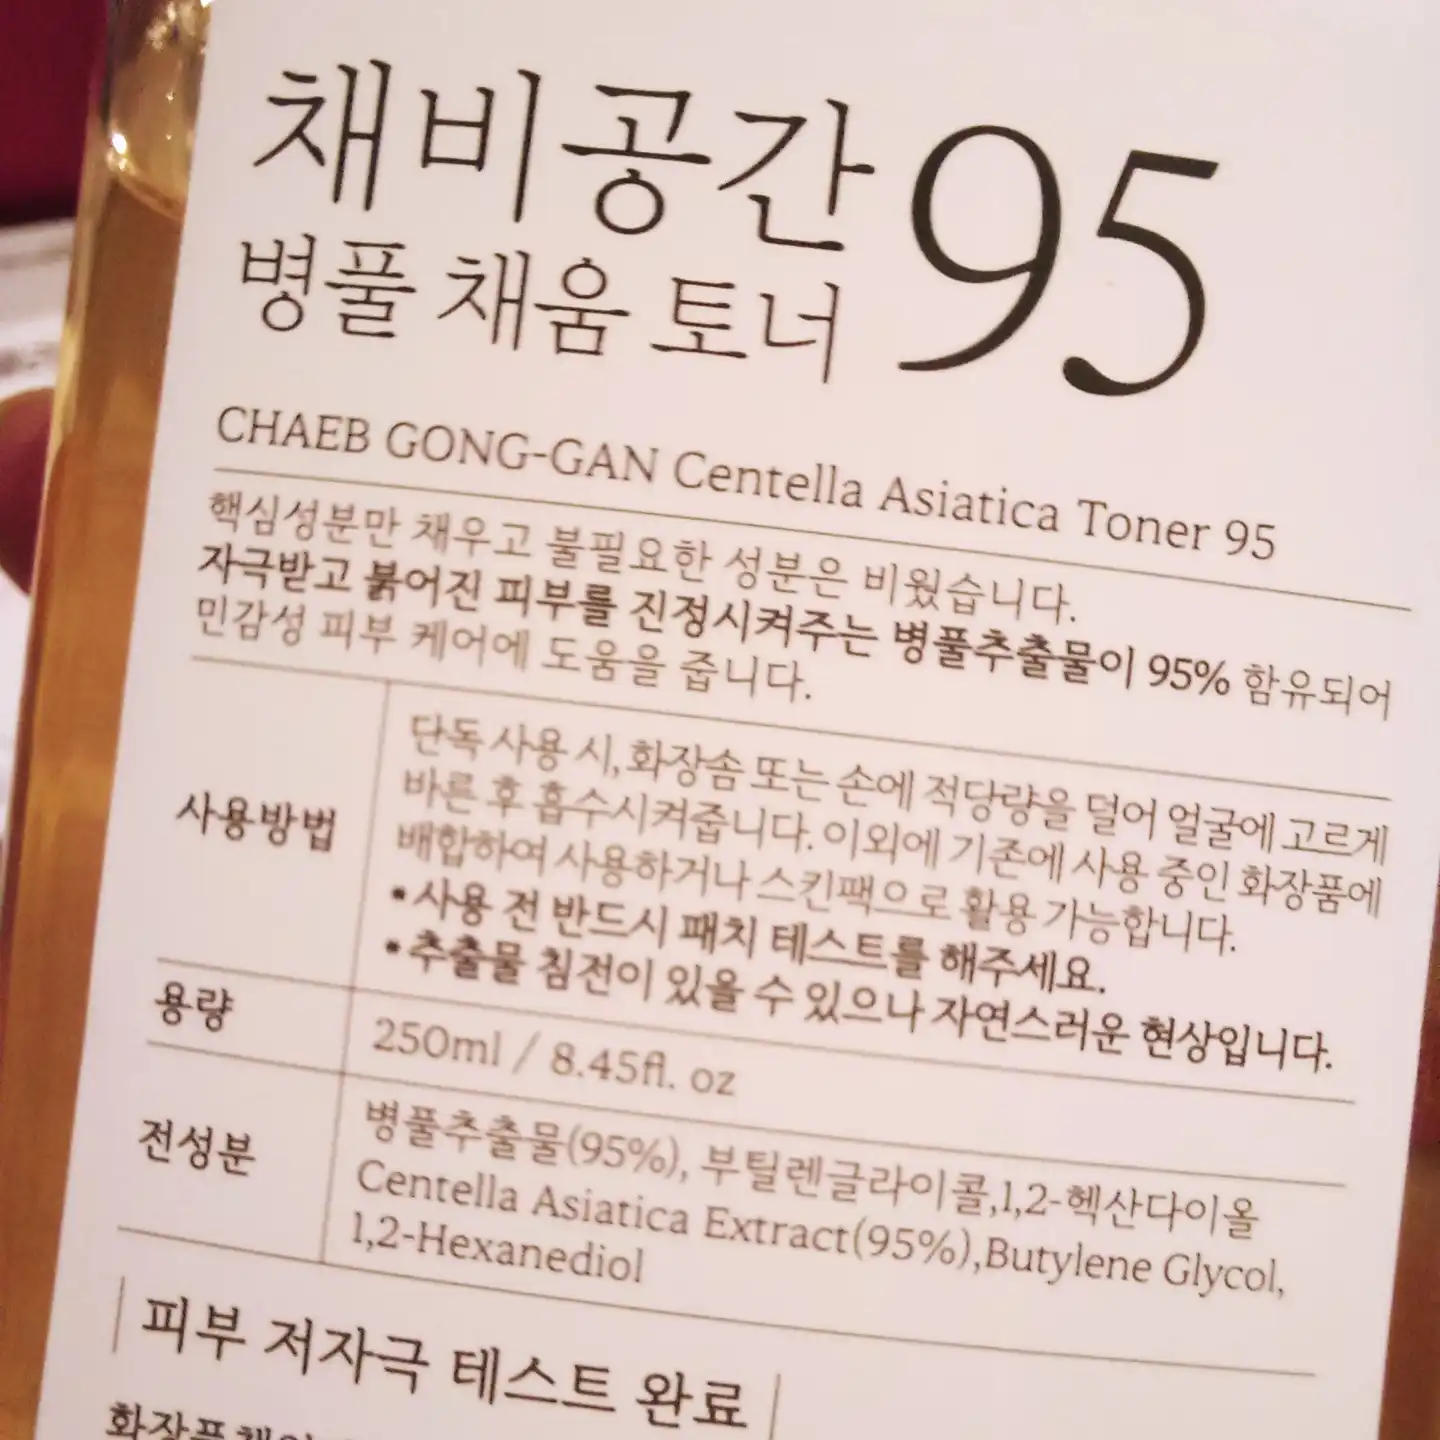 채비공간 95
병풀 채움 토너
CHAEB GONG-GAN Centella Asiatica Toner 95
핵심성분만 채우고 불필요한 성분은 비웠습니다.
자극받고 붉어진 피부를 진정시켜주는 병풀추출물이 95% 함유되어
민감성 피부 케어에 도움을 줍니다.
사용방법
단독 사용 시, 화장솜 또는 손에 적당량을 덜어 얼굴에 고르게
바른 후 흡수시켜줍니다. 이외에 기존에 사용 중인 화장품에
배합하여 사용하거나 스킨팩으로 활용 가능합니다.
• 사용 전 반드시 패치 테스트를 해주세요.
• 추출물 침전이 있을 수 있으나 자연스러운 현상입니다.
용량
250ml / 8.45fl. oz
전성분
병풀추출물(95%), 부틸렌글라이콜,1,2-헥산다이올
Centella Asiatica Extract(95%),Butylene Glycol,
1,2-Hexanediol
피부 저자극 테스트 완료